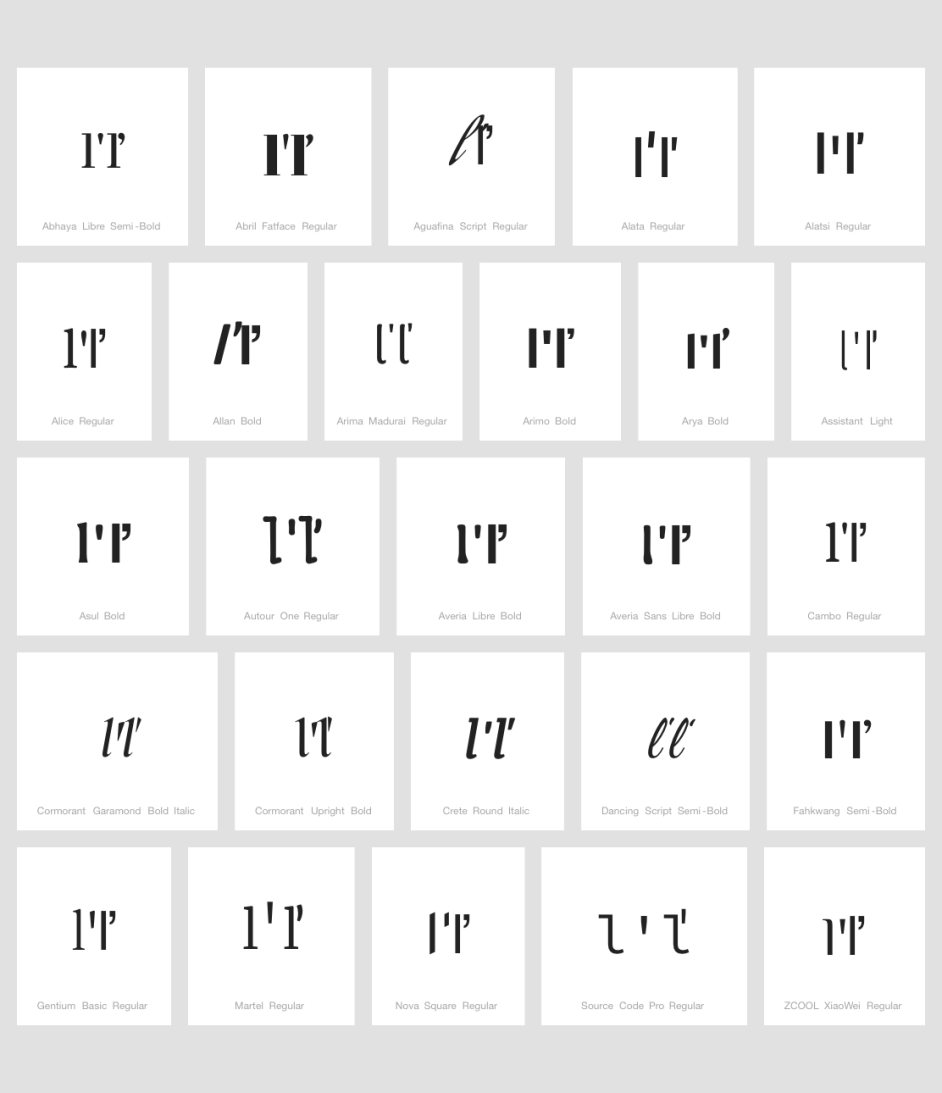 l'ľ l'ľ l'ľ l'ľ l'ľ
Abhaya Libre Semi-Bold Abril Fatface Regular Aguafina Script Regular Alata Regular Alatsi Regular
l'ľ l'ľ l'ľ l'ľ l'ľ l'ľ
Alice Regular Allan Bold Arima Madurai Regular Arimo Bold Arya Bold Assistant Light
l'ľ l'ľ l'ľ l'ľ l'ľ
Asul Bold Autour One Regular Averia Libre Bold Averia Sans Libre Bold Cambo Regular
l'ľ l'ľ l'ľ l'ľ l'ľ
Cormorant Garamond Bold Italic Cormorant Upright Bold Crete Round Italic Dancing Script Semi-Bold Fahkwang Semi-Bold
l'ľ l'ľ l'ľ l'ľ l'ľ
Gentium Basic Regular Martel Regular Nova Square Regular Source Code Pro Regular ZCOOL XiaoWei Regular